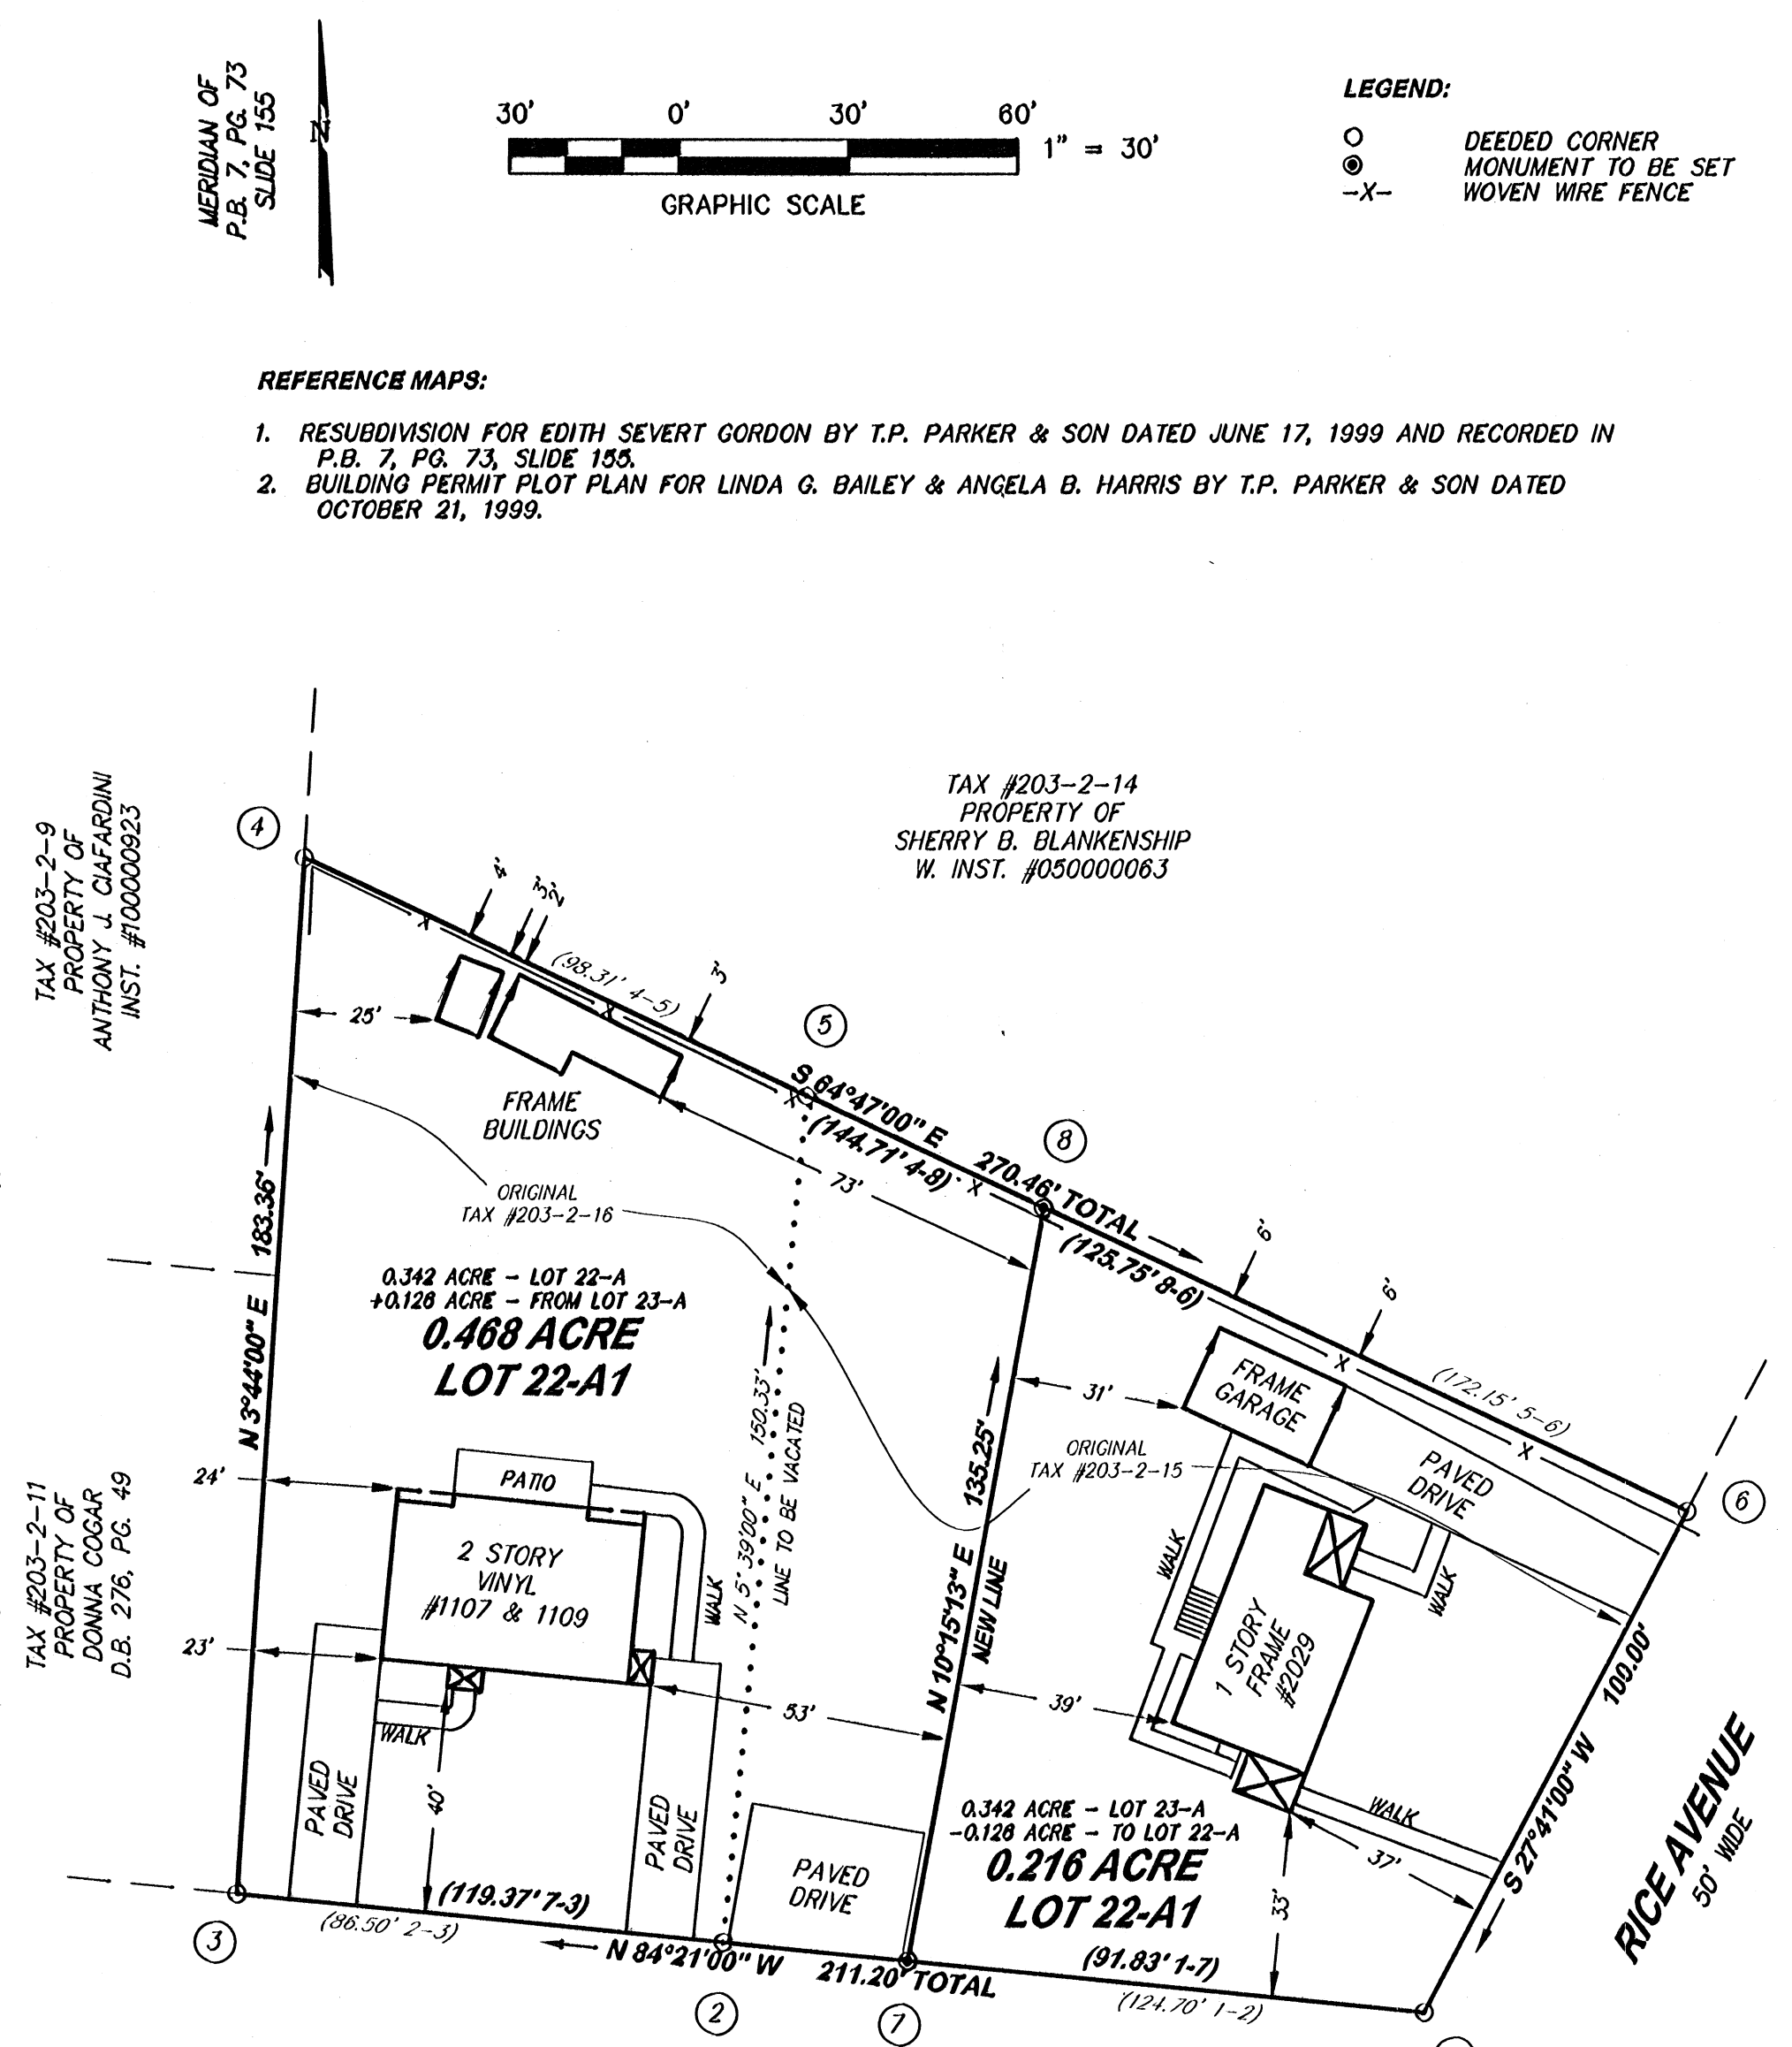 MERIDIAN OF
P.B. 7, PG. 73
SLIDE 155
N
30' 0' 30' 60'
1" = 30'
GRAPHIC SCALE
LEGEND:
DEEDED CORNER
MONUMENT TO BE SET
-X- WOVEN WIRE FENCE
REFERENCE MAPS:
1. RESUBDIVISION FOR EDITH SEVERT GORDON BY T.P. PARKER & SON DATED JUNE 17, 1999 AND RECORDED IN
P.B. 7, PG. 73, SLIDE 155.
2. BUILDING PERMIT PLOT PLAN FOR LINDA G. BAILEY & ANGELA B. HARRIS BY T.P. PARKER & SON DATED
OCTOBER 21, 1999.
TAX #203-2-14
PROPERTY OF
SHERRY B. BLANKENSHIP
W. INST. #050000063
TAX #203-2-9
PROPERTY OF
ANTHONY J. CIAFARDINI
INST. #100000923
4
4'
3'
2'
X
(98.31' 4-5)
X
3'
5
25'
FRAME
BUILDINGS
X
S 64°47'00" E
270.46' TOTAL
(144.71' 4-8)
X
8
73'
(125.75' 8-6)
6'
6'
ORIGINAL
TAX #203-2-16
N 3°44'00" E 183.36'
0.342 ACRE - LOT 22-A
+0.126 ACRE - FROM LOT 23-A
0.468 ACRE
LOT 22-A1
N 5°39'00" E 150.33'
LINE TO BE VACATED
N 10°15'13" E 135.25'
NEW LINE
31'
FRAME
GARAGE
X
(172.15' 5-6)
X
ORIGINAL
TAX #203-2-15
PAVED
DRIVE
6
TAX #203-2-11
PROPERTY OF
DONNA COGAR
D.B. 276, PG. 49
24'
PATIO
2 STORY
VINYL
#1107 & 1109
WALK
WALK
WALK
1 STORY
FRAME
#2029
23'
53'
39'
WALK
PAVED
DRIVE
40'
PAVED
DRIVE
PAVED
DRIVE
0.342 ACRE - LOT 23-A
-0.126 ACRE - TO LOT 22-A
0.216 ACRE
LOT 22-A1
WALK
37'
33'
S 27°41'00" W 109.00'
RICE AVENUE
50' WIDE
(119.37' 7-3)
(86.50' 2-3)
3
N 84°21'00" W 211.20' TOTAL
(91.83' 1-7)
(124.70' 1-2)
2
7